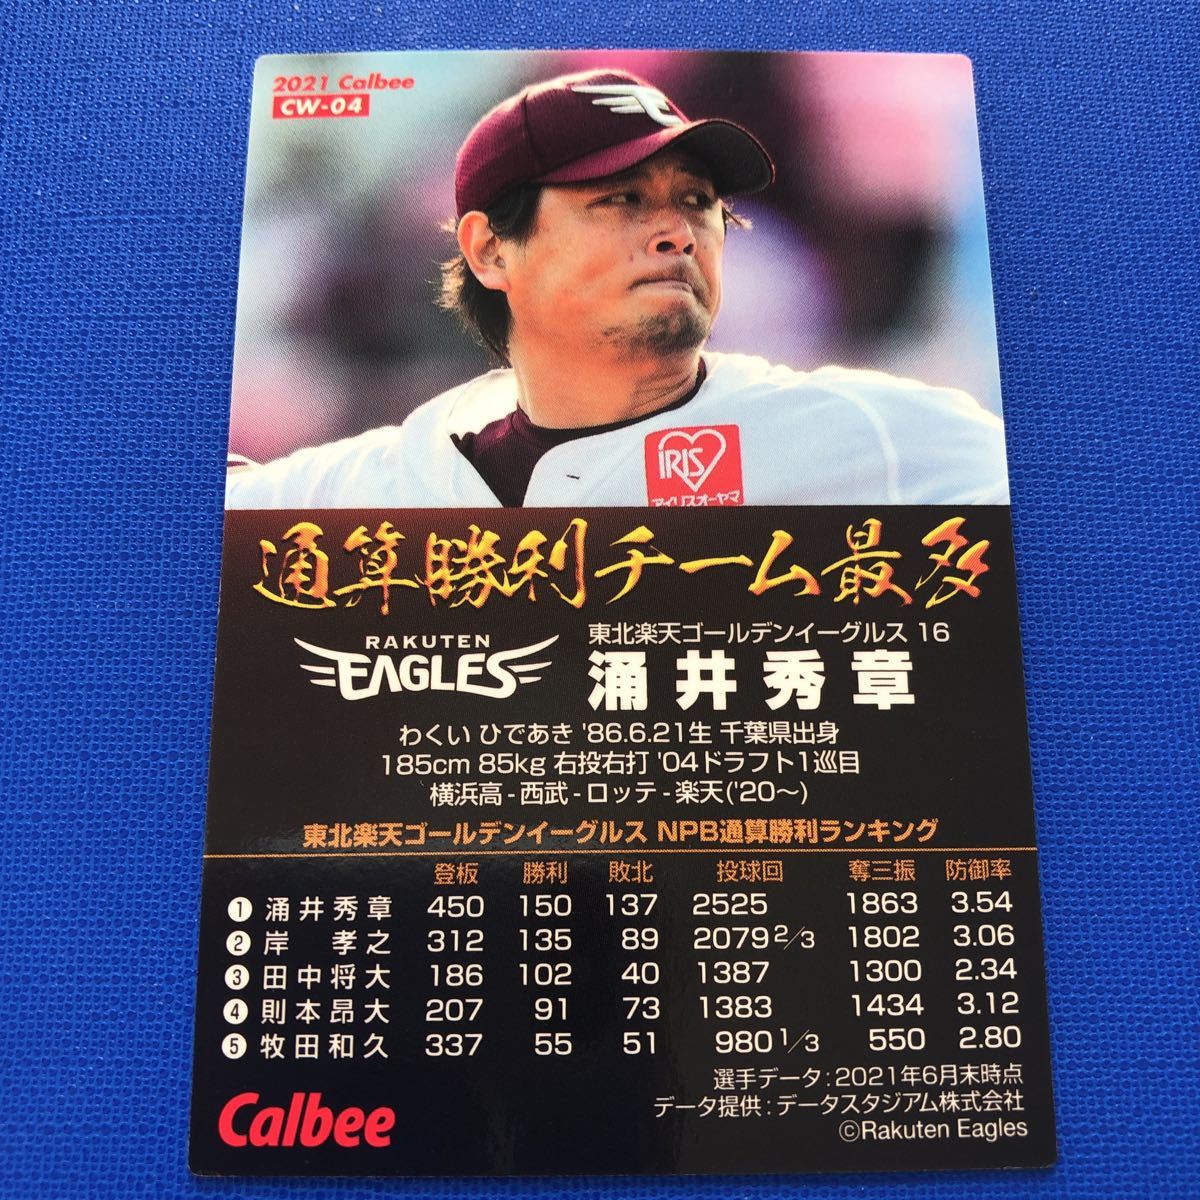 2021 Calbee
CW-04
E
iRIS
アイリスオーヤマ
通算勝利チーム最多
RAKUTEN
EAGLES
東北楽天ゴールデンイーグルス 16
涌井秀章
わくい ひであき '86.6.21生 千葉県出身
185cm 85kg 右投右打 '04ドラフト1巡目
横浜高-西武-ロッテ-楽天('20〜)
東北楽天ゴールデンイーグルス NPB通算勝利ランキング
登板 勝利 敗北 投球回 奪三振 防御率
❶ 涌井秀章 450 150 137 2525 1863 3.54
❷ 岸 孝之 312 135 89 2079 2/3 1802 3.06
❸ 田中将大 186 102 40 1387 1300 2.34
❹ 則本昂大 207 91 73 1383 1434 3.12
❺ 牧田和久 337 55 51 980 1/3 550 2.80
選手データ:2021年6月末時点
データ提供:データスタジアム株式会社
©Rakuten Eagles
Calbee